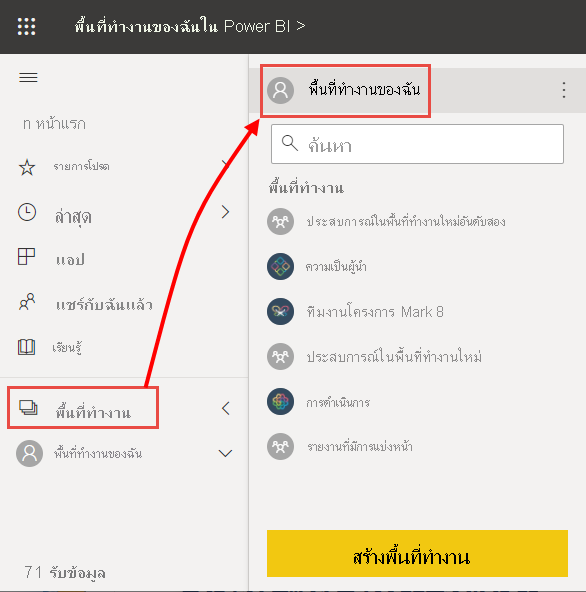 พื้นที่ทำงานของฉันใน Power BI >
n หน้าแรก
รายการโปรด
ล่าสุด
แอป
แชร์กับฉันแล้ว
เรียนรู้
พื้นที่ทำงาน
พื้นที่ทำงานของฉัน
71 รับข้อมูล
พื้นที่ทำงานของฉัน
ค้นหา
พื้นที่ทำงาน
ประสบการณ์ในพื้นที่ทำงานใหม่อันดับสอง
ความเป็นผู้นำ
ทีมงานโครงการ Mark 8
ประสบการณ์ในพื้นที่ทำงานใหม่
การดำเนินการ
รายงานที่มีการแบ่งหน้า
สร้างพื้นที่ทำงาน